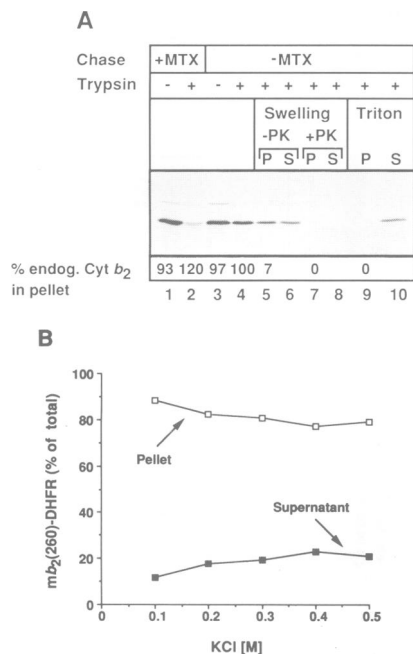 A
Chase +MTX -MTX
Trypsin - + - + + + + + + +
Swelling Triton
-PK +PK
P S P S P S
% endog. Cyt b2 in pellet 93 120 97 100 7 0 0
1 2 3 4 5 6 7 8 9 10
B
mb2(260)-DHFR (% of total)
100
80
60
40
20
0
Pellet
Supernatant
0 0.1 0.2 0.3 0.4 0.5
KCl [M]